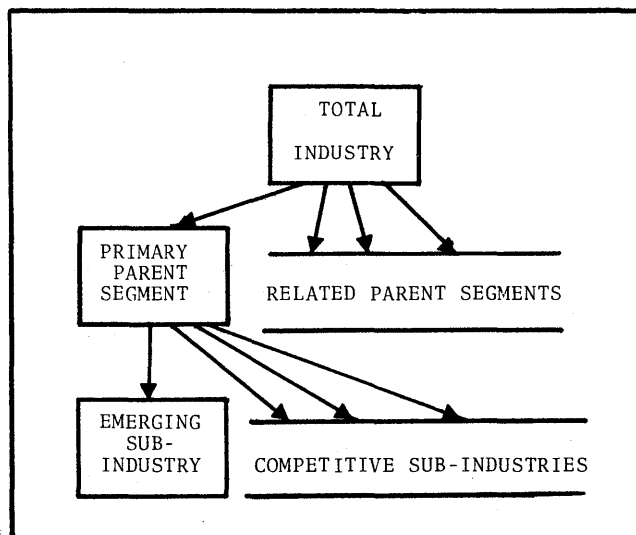 TOTAL
INDUSTRY
PRIMARY
PARENT
SEGMENT
RELATED PARENT SEGMENTS
EMERGING
SUB-
INDUSTRY
COMPETITIVE SUB-INDUSTRIES